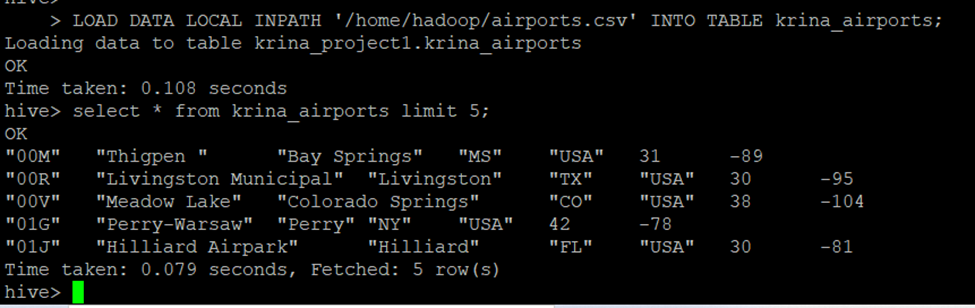 hive>
> LOAD DATA LOCAL INPATH '/home/hadoop/airports.csv' INTO TABLE krina_airports;
Loading data to table krina_project1.krina_airports
OK
Time taken: 0.108 seconds
hive> select * from krina_airports limit 5;
OK
"00M" "Thigpen " "Bay Springs" "MS" "USA" 31 -89
"00R" "Livingston Municipal" "Livingston" "TX" "USA" 30 -95
"00V" "Meadow Lake" "Colorado Springs" "CO" "USA" 38 -104
"01G" "Perry-Warsaw" "Perry" "NY" "USA" 42 -78
"01J" "Hilliard Airpark" "Hilliard" "FL" "USA" 30 -81
Time taken: 0.079 seconds, Fetched: 5 row(s)
hive>